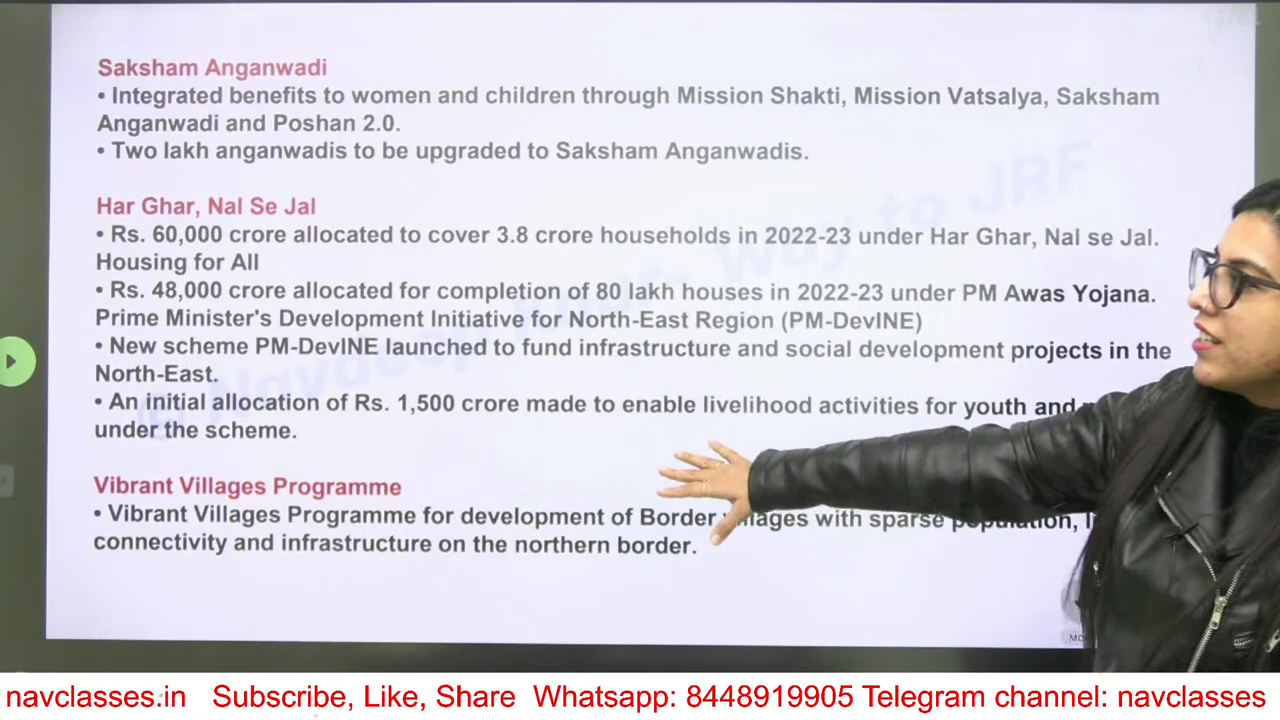 Saksham Anganwadi
• Integrated benefits to women and children through Mission Shakti, Mission Vatsalya, Saksham
Anganwadi and Poshan 2.0.
• Two lakh anganwadis to be upgraded to Saksham Anganwadis.
Har Ghar, Nal Se Jal
• Rs. 60,000 crore allocated to cover 3.8 crore households in 2022-23 under Har Ghar, Nal se Jal.
Housing for All
• Rs. 48,000 crore allocated for completion of 80 lakh houses in 2022-23 under PM Awas Yojana.
Prime Minister's Development Initiative for North-East Region (PM-DevINE)
• New scheme PM-DevINE launched to fund infrastructure and social development projects in the
North-East.
• An initial allocation of Rs. 1,500 crore made to enable livelihood activities for youth and
under the scheme.
Vibrant Villages Programme
• Vibrant Villages Programme for development of Border villages with sparse population,
connectivity and infrastructure on the northern border.
Way to JRF
navclasses.in Subscribe, Like, Share Whatsapp: 8448919905 Telegram channel: navclasses